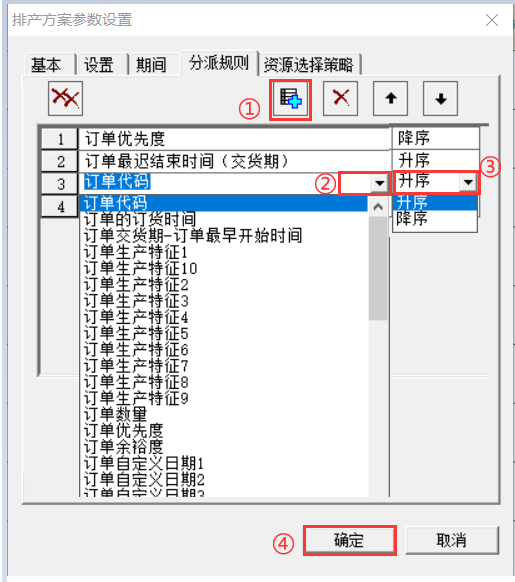 排产方案参数设置
基本 设置 期间 分派规则 资源选择策略
①
1 订单优先度 降序
2 订单最迟结束时间（交货期） 升序
3 订单代码 ② 升序 ③
4 订单代码 升序
订单的订货时间 降序
订单交货期-订单最早开始时间
订单生产特征1
订单生产特征10
订单生产特征2
订单生产特征3
订单生产特征4
订单生产特征5
订单生产特征6
订单生产特征7
订单生产特征8
订单生产特征9
订单数量
订单优先度
订单余裕度
订单自定义日期1
订单自定义日期2
订单自定义日期3
④ 确定 取消